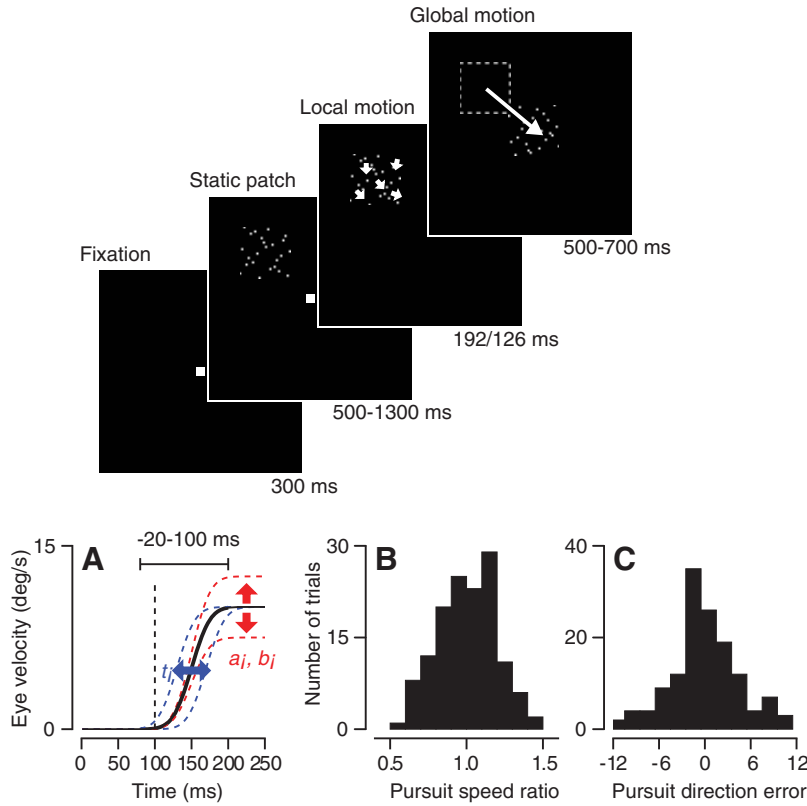 Global motion
Local motion
Static patch
Fixation
500-700 ms
192/126 ms
500-1300 ms
300 ms
A
-20-100 ms
15
0
Eye velocity (deg/s)
ti
ai, bi
0 50 100 150 200 250
Time (ms)
B
30
15
0
Number of trials
0.5 1.0 1.5
Pursuit speed ratio
C
40
20
0
-12 -6 0 6 12
Pursuit direction error